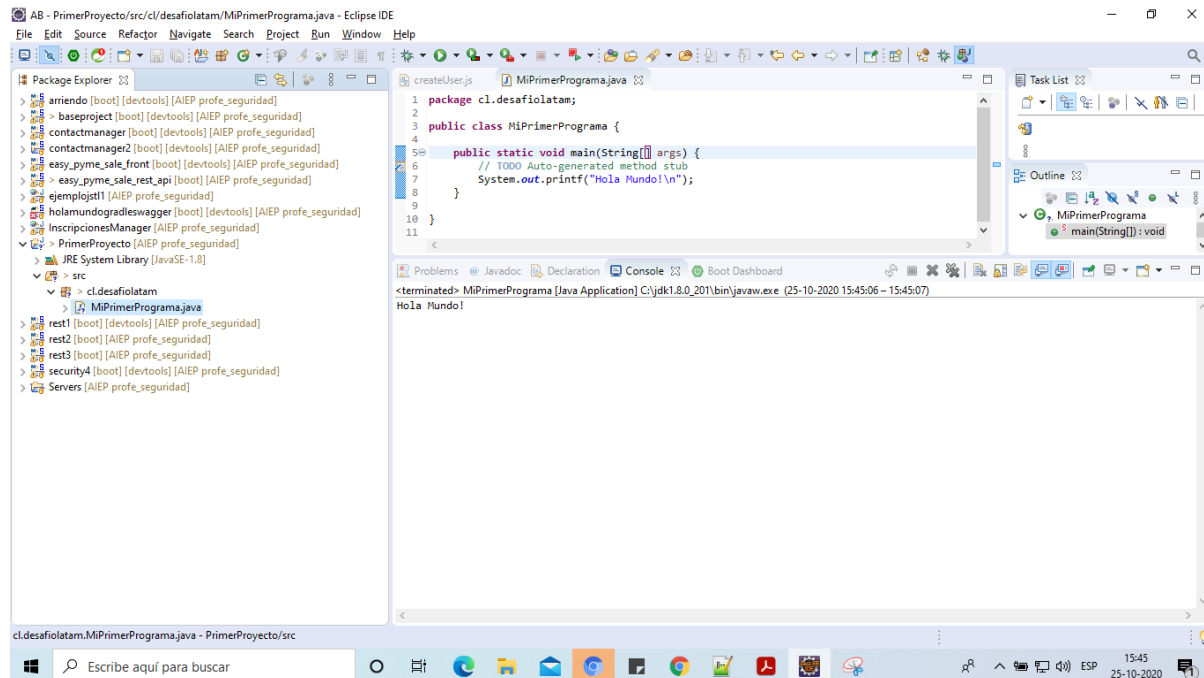 AB - PrimerProyecto/src/cl/desafiolatam/MiPrimerPrograma.java - Eclipse IDE
File Edit Source Refactor Navigate Search Project Run Window Help
Package Explorer
arriendo [boot] [devtools] [AIEP profe_seguridad]
> baseproject [boot] [devtools] [AIEP profe_seguridad]
contactmanager [boot] [devtools] [AIEP profe_seguridad]
contactmanager2 [boot] [devtools] [AIEP profe_seguridad]
easy_pyme_sale_front [boot] [devtools] [AIEP profe_seguridad]
> easy_pyme_sale_rest_api [boot] [AIEP profe_seguridad]
ejemplojstl1 [AIEP profe_seguridad]
holamundogradleswagger [boot] [devtools] [AIEP profe_seguridad]
InscripcionesManager [AIEP profe_seguridad]
> PrimerProyecto [AIEP profe_seguridad]
JRE System Library [JavaSE-1.8]
> src
> cl.desafiolatam
MiPrimerPrograma.java
rest1 [boot] [devtools] [AIEP profe_seguridad]
rest2 [boot] [AIEP profe_seguridad]
rest3 [boot] [AIEP profe_seguridad]
security4 [boot] [devtools] [AIEP profe_seguridad]
Servers [AIEP profe_seguridad]
createUser.js MiPrimerPrograma.java
1 package cl.desafiolatam;
2
3 public class MiPrimerPrograma {
4
5 public static void main(String[] args) {
6 // TODO Auto-generated method stub
7 System.out.printf("Hola Mundo!\n");
8 }
9
10 }
11
Task List
Outline
MiPrimerPrograma
main(String[]) : void
Problems @ Javadoc Declaration Console Boot Dashboard
<terminated> MiPrimerPrograma [Java Application] C:\jdk1.8.0_201\bin\javaw.exe (25-10-2020 15:45:06 – 15:45:07)
Hola Mundo!
cl.desafiolatam.MiPrimerPrograma.java - PrimerProyecto/src
Escribe aquí para buscar
ESP
15:45
25-10-2020